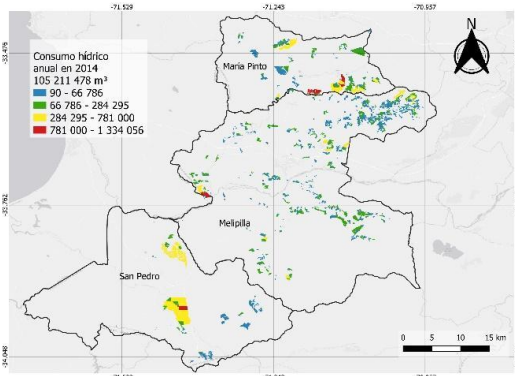 -71.529
-71.243
-70.957
-33.476
N
Consumo hídrico
anual en 2014
105 211 478 m³
90 - 66 786
66 786 - 284 295
284 295 - 781 000
781 000 - 1 334 056
Maria Pinto
-33.762
Melipilla
San Pedro
0 5 10 15 km
-34.048